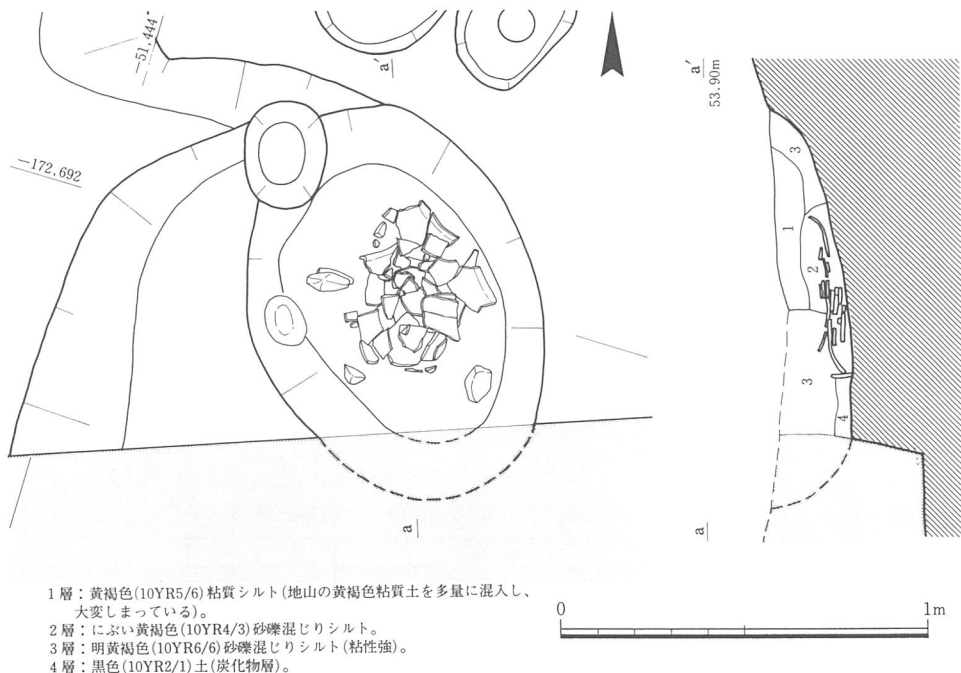 -51.444
a'
a'
53.90m
-172.692
3
1
2
3
4
a
a
1層：黄褐色(10YR5/6)粘質シルト(地山の黄褐色粘質土を多量に混入し、
大変しまっている)。
2層：にぶい黄褐色(10YR4/3)砂礫混じりシルト。
3層：明黄褐色(10YR6/6)砂礫混じりシルト(粘性強)。
4層：黒色(10YR2/1)土(炭化物層)。
0
1m